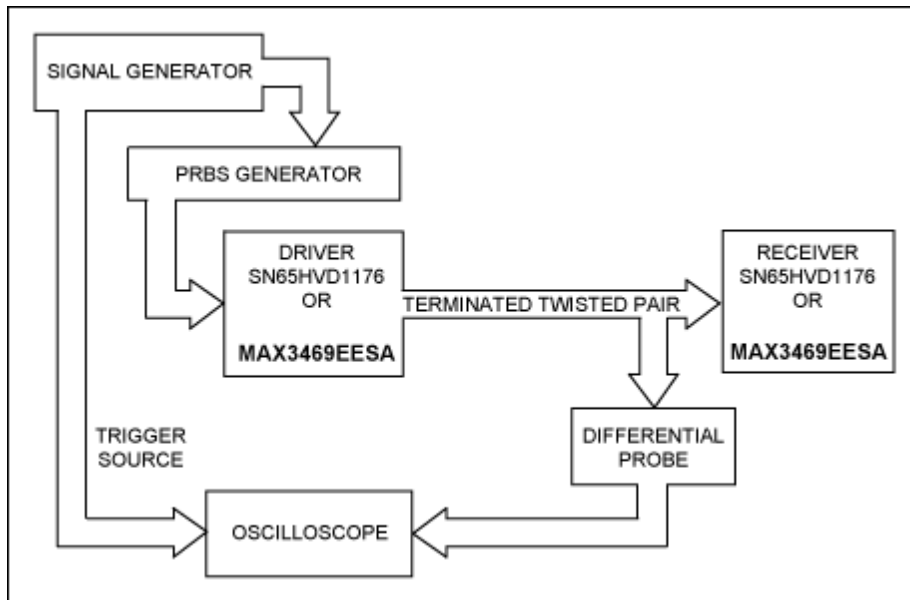 SIGNAL GENERATOR
PRBS GENERATOR
DRIVER
SN65HVD1176
OR
MAX3469EESA
TERMINATED TWISTED PAIR
RECEIVER
SN65HVD1176
OR
MAX3469EESA
TRIGGER
SOURCE
DIFFERENTIAL
PROBE
OSCILLOSCOPE